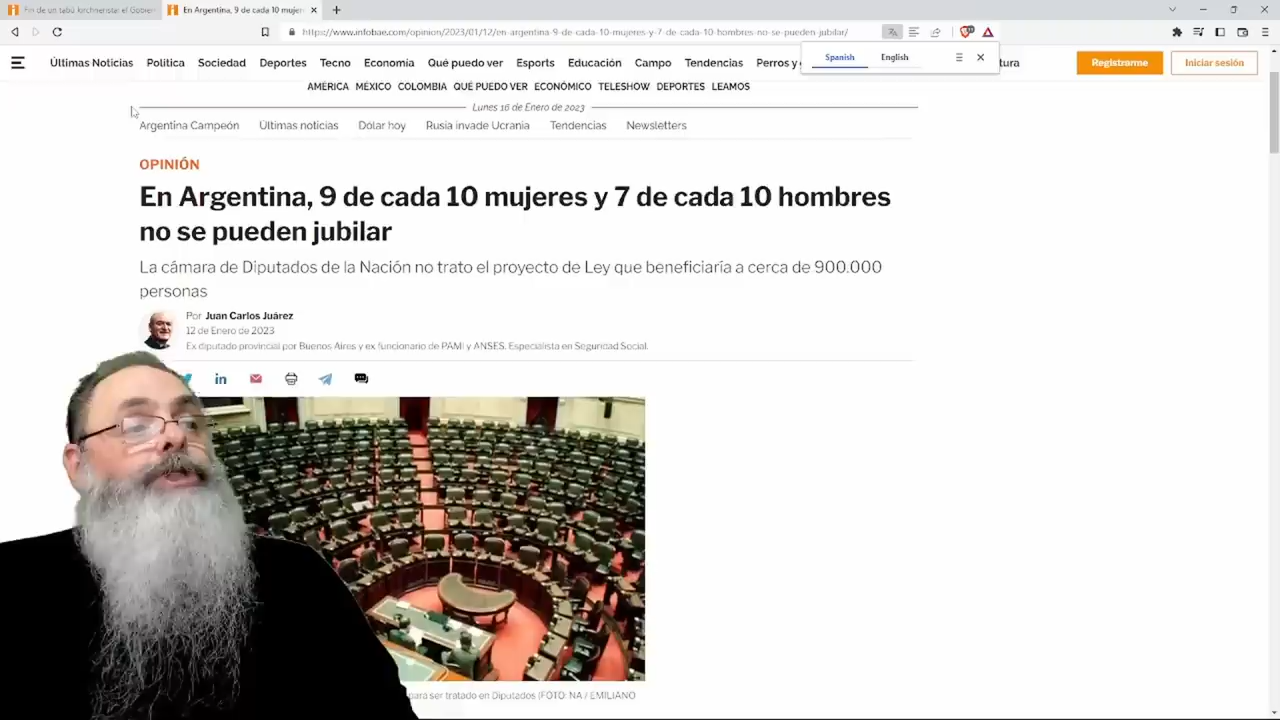 Fin de un tabú kirchnerista: el Gobiern
En Argentina, 9 de cada 10 mujere
https://www.infobae.com/opinion/2023/01/12/en-argentina-9-de-cada-10-mujeres-y-7-de-cada-10-hombres-no-se-pueden-jubilar/
Spanish English
Últimas Noticias Política Sociedad Deportes Tecno Economía Qué puedo ver Esports Educación Campo Tendencias Perros y tura Registrarme Iniciar sesión
AMÉRICA MÉXICO COLOMBIA QUÉ PUEDO VER ECONÓMICO TELESHOW DEPORTES LEAMOS
Lunes 16 de Enero de 2023
Argentina Campeón Últimas noticias Dólar hoy Rusia invade Ucrania Tendencias Newsletters
OPINIÓN
En Argentina, 9 de cada 10 mujeres y 7 de cada 10 hombres
no se pueden jubilar
La cámara de Diputados de la Nación no trato el proyecto de Ley que beneficiaría a cerca de 900.000
personas
Por Juan Carlos Juárez
12 de Enero de 2023
Ex diputado provincial por Buenos Aires y ex funcionario de PAMI y ANSES. Especialista en Seguridad Social.
para ser tratado en Diputados (FOTO: NA / EMILIANO